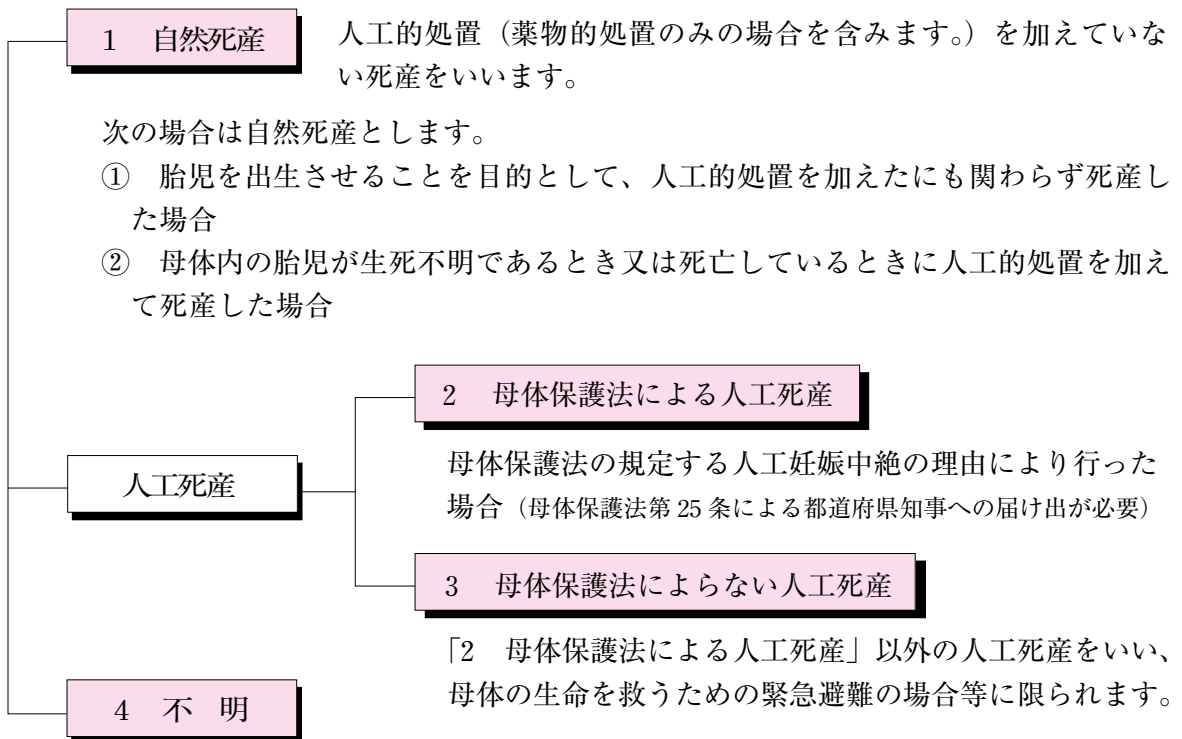 1　自然死産
人工的処置（薬物的処置のみの場合を含みます。）を加えていな
い死産をいいます。
次の場合は自然死産とします。
①　胎児を出生させることを目的として、人工的処置を加えたにも関わらず死産し
た場合
②　母体内の胎児が生死不明であるとき又は死亡しているときに人工的処置を加え
て死産した場合
人工死産
2　母体保護法による人工死産
母体保護法の規定する人工妊娠中絶の理由により行った
場合（母体保護法第 25 条による都道府県知事への届け出が必要）
3　母体保護法によらない人工死産
「2　母体保護法による人工死産」以外の人工死産をいい、
母体の生命を救うための緊急避難の場合等に限られます。
4　不　明